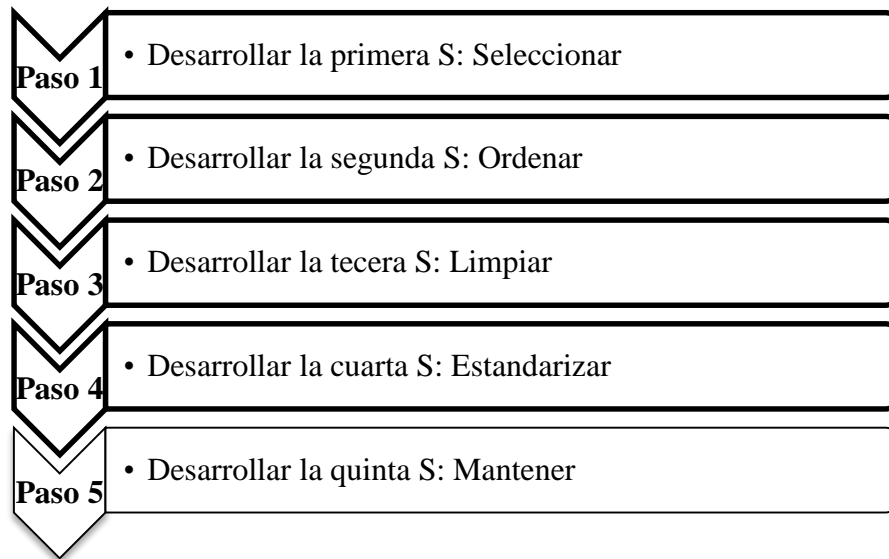 Paso 1
• Desarrollar la primera S: Seleccionar
Paso 2
• Desarrollar la segunda S: Ordenar
Paso 3
• Desarrollar la tecera S: Limpiar
Paso 4
• Desarrollar la cuarta S: Estandarizar
Paso 5
• Desarrollar la quinta S: Mantener